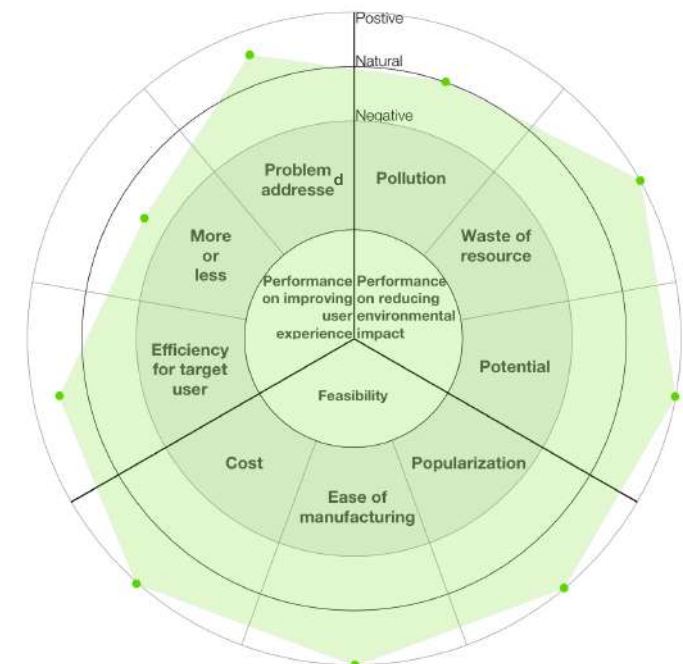 Postive
Natural
Negative
Problem
addressed
Pollution
More
or
less
Waste of
resource
Performance
on improving
user
experience
Performance
on reducing
environmental
impact
Efficiency
for target
user
Potential
Feasibility
Cost
Popularization
Ease of
manufacturing